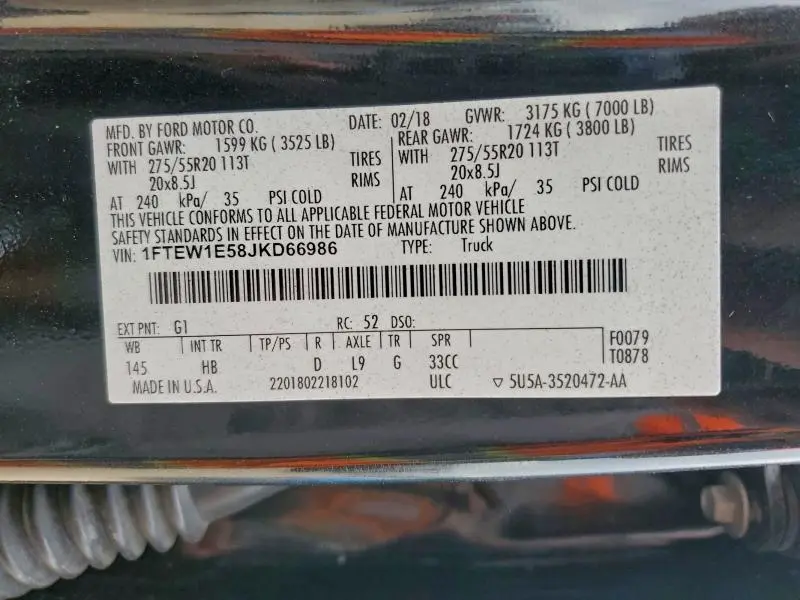 MFD. BY FORD MOTOR CO. DATE: 02/18 GVWR: 3175 KG ( 7000 LB)
FRONT GAWR: 1599 KG ( 3525 LB) REAR GAWR: 1724 KG ( 3800 LB)
WITH 275/55R20 113T TIRES WITH 275/55R20 113T TIRES
20x8.5J RIMS 20x8.5J RIMS
AT 240 kPa/ 35 PSI COLD AT 240 kPa/ 35 PSI COLD
THIS VEHICLE CONFORMS TO ALL APPLICABLE FEDERAL MOTOR VEHICLE
SAFETY STANDARDS IN EFFECT ON THE DATE OF MANUFACTURE SHOWN ABOVE.
VIN: 1FTEW1E58JKD66986 TYPE: Truck
EXT PNT: G1 RC: 52 DSO:
WB INT TR TP/PS R AXLE TR SPR F0079
145 HB D L9 G 33CC T0878
MADE IN U.S.A. 2201802218102 ULC ▽ 5U5A-3520472-AA